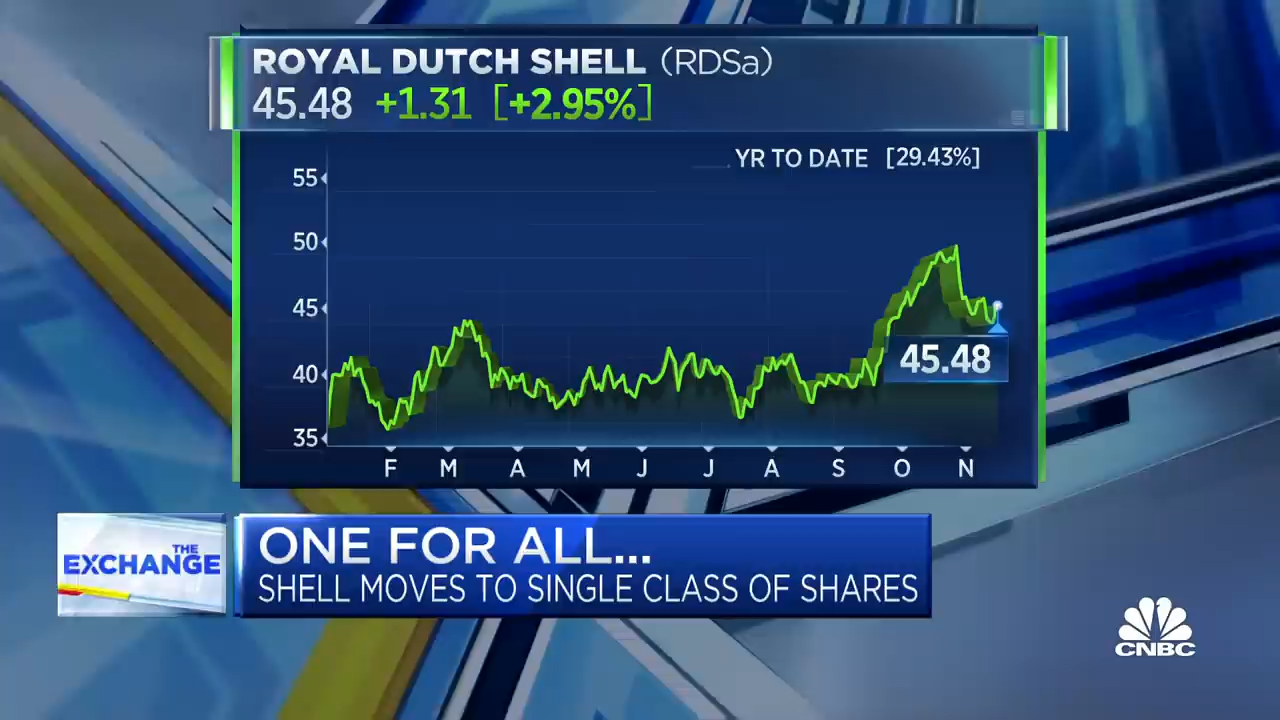 ROYAL DUTCH SHELL (RDSa)
45.48 +1.31 [+2.95%]
YR TO DATE [29.43%]
55
50
45
40
35
45.48
F M A M J J A S O N
THE
EXCHANGE
ONE FOR ALL...
SHELL MOVES TO SINGLE CLASS OF SHARES
CNBC